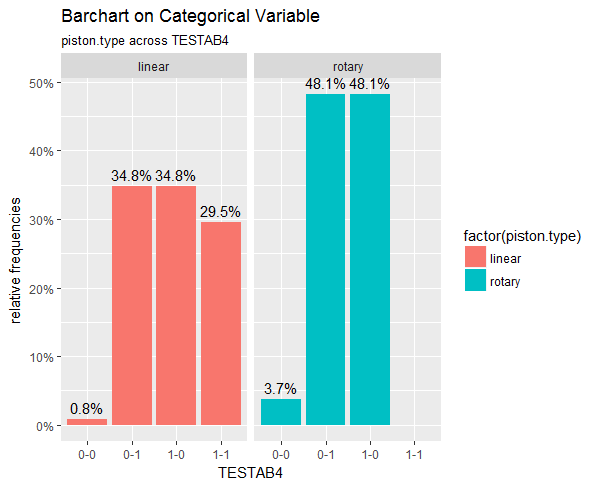 Barchart on Categorical Variable
piston.type across TESTAB4
linear
rotary
50%
40%
30%
20%
10%
0%
relative frequencies
0.8%
34.8%
34.8%
29.5%
3.7%
48.1%
48.1%
0-0
0-1
1-0
1-1
0-0
0-1
1-0
1-1
TESTAB4
factor(piston.type)
linear
rotary